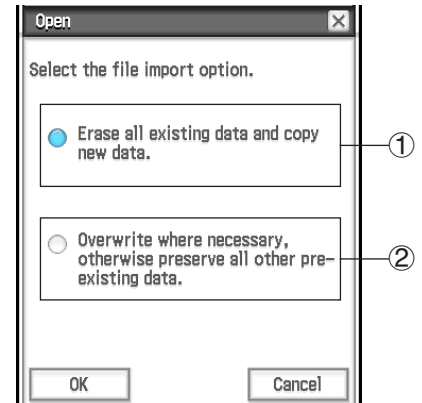 Open
Select the file import option.
Erase all existing data and copy
new data.
①
Overwrite where necessary,
otherwise preserve all other pre-
existing data.
②
OK
Cancel